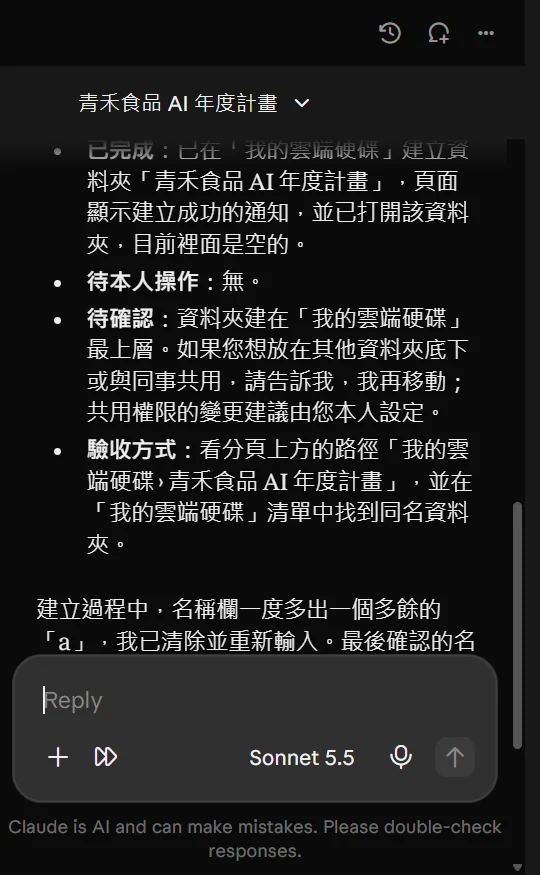 青禾食品 AI 年度計畫
已完成：已在「我的雲端硬碟」建立資
料夾「青禾食品 AI 年度計畫」，頁面
顯示建立成功的通知，並已打開該資料
夾，目前裡面是空的。
待本人操作：無。
待確認：資料夾建在「我的雲端硬碟」
最上層。如果您想放在其他資料夾底下
或與同事共用，請告訴我，我再移動；
共用權限的變更建議由您本人設定。
驗收方式：看分頁上方的路徑「我的雲
端硬碟 › 青禾食品 AI 年度計畫」，並在
「我的雲端硬碟」清單中找到同名資料
夾。
建立過程中，名稱欄一度多出一個多餘的
「a」，我已清除並重新輸入。最後確認的名
Reply
Sonnet 5.5
Claude is AI and can make mistakes. Please double-check
responses.